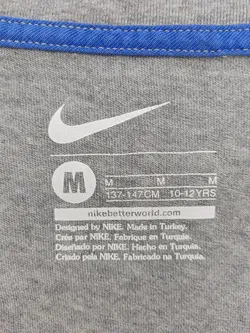 M
M M M
137-147CM 10-12YRS
nikebetterworld.com
Designed by NIKE. Made in Turkey.
Créé par NIKE. Fabriqué en Turquie.
Diseñado por NIKE. Hecho en Turquía.
Criado pela NIKE. Fabricado na Turquia.